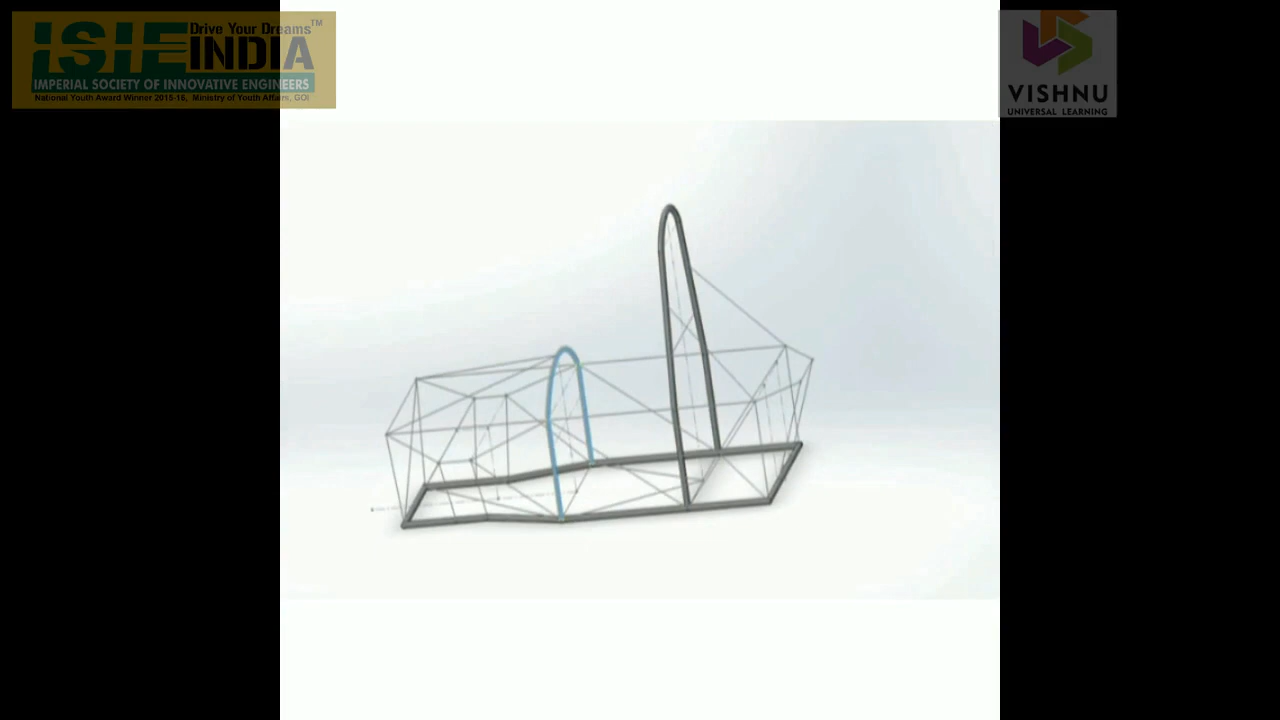 Drive Your Dreams™
ISIE INDIA
IMPERIAL SOCIETY OF INNOVATIVE ENGINEERS
National Youth Award Winner 2015-16, Ministry of Youth Affairs, GOI
VISHNU
UNIVERSAL LEARNING